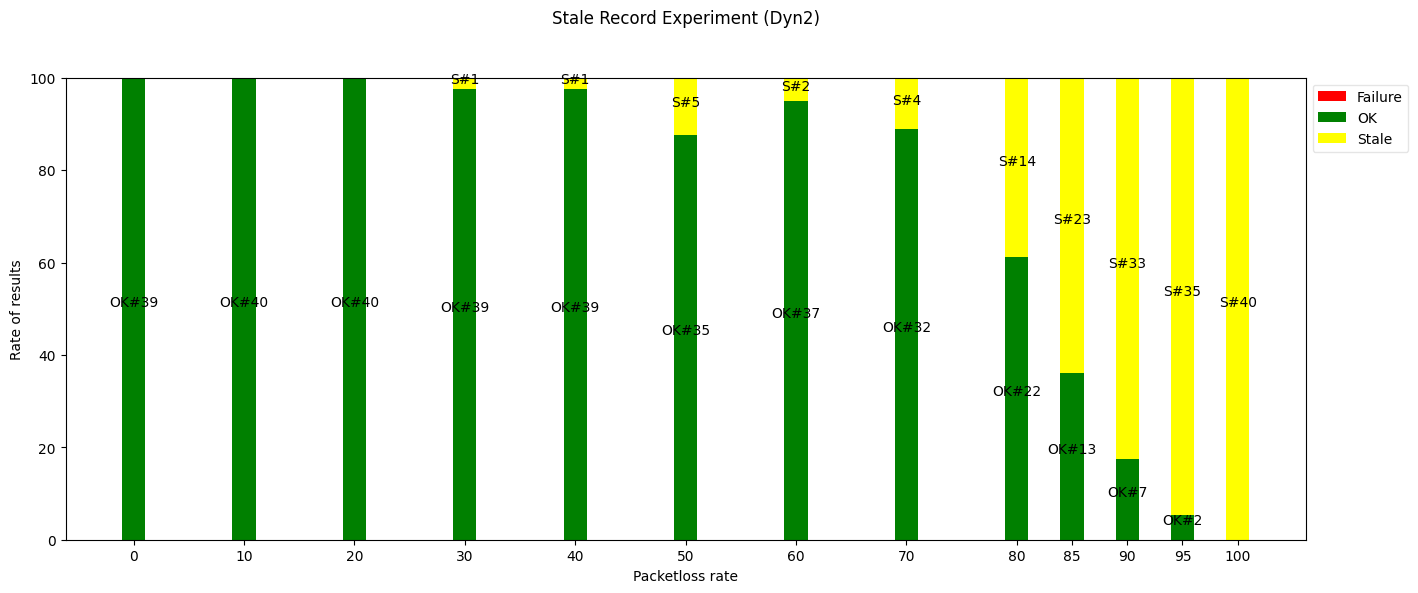 Stale Record Experiment (Dyn2)
Rate of results
100
80
60
40
20
0
OK#39
OK#40
OK#40
S#1
OK#39
S#1
OK#39
S#5
OK#35
S#2
OK#37
S#4
OK#32
S#14
OK#22
S#23
OK#13
S#33
OK#7
S#35
OK#2
S#40
0 10 20 30 40 50 60 70 80 85 90 95 100
Packetloss rate
Failure
OK
Stale